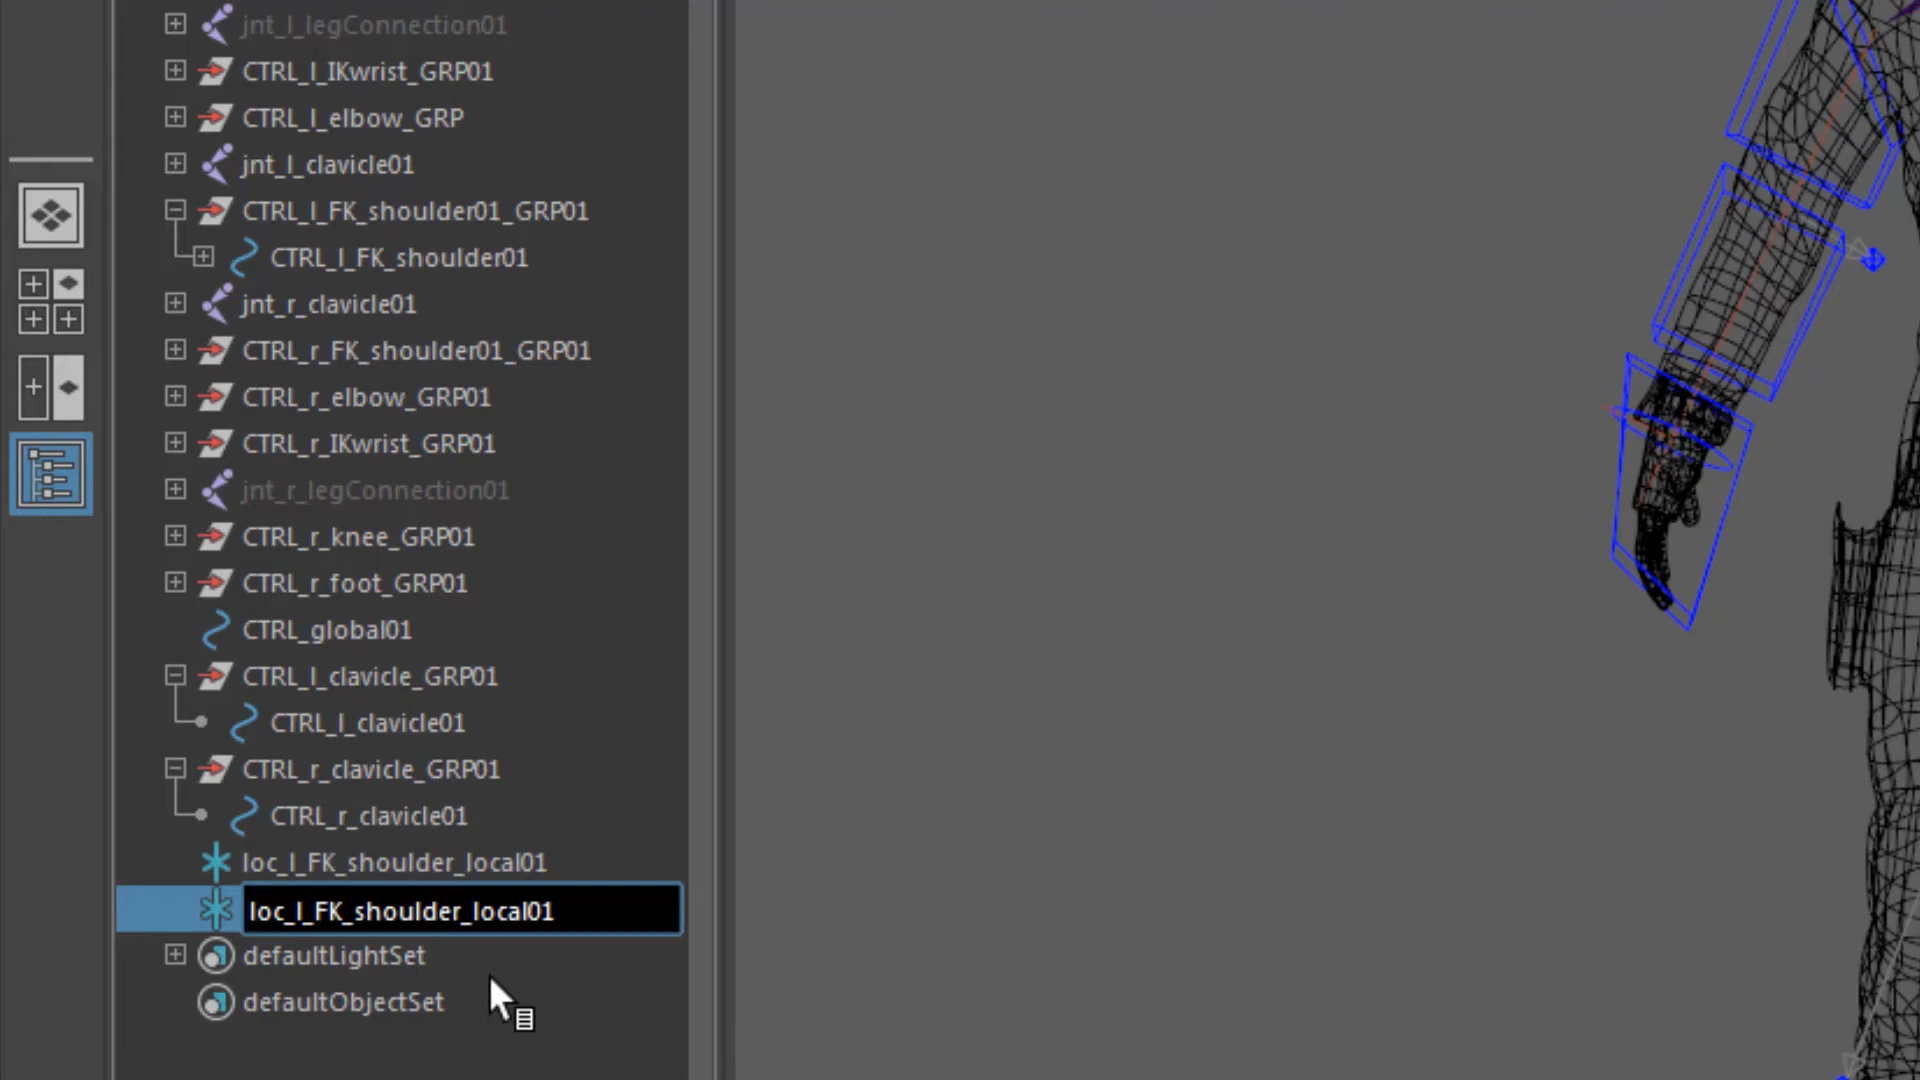 jnt_l_legConnection01
CTRL_l_IKwrist_GRP01
CTRL_l_elbow_GRP
jnt_l_clavicle01
CTRL_l_FK_shoulder01_GRP01
CTRL_l_FK_shoulder01
jnt_r_clavicle01
CTRL_r_FK_shoulder01_GRP01
CTRL_r_elbow_GRP01
CTRL_r_IKwrist_GRP01
jnt_r_legConnection01
CTRL_r_knee_GRP01
CTRL_r_foot_GRP01
CTRL_global01
CTRL_l_clavicle_GRP01
CTRL_l_clavicle01
CTRL_r_clavicle_GRP01
CTRL_r_clavicle01
loc_l_FK_shoulder_local01
loc_l_FK_shoulder_local01
defaultLightSet
defaultObjectSet